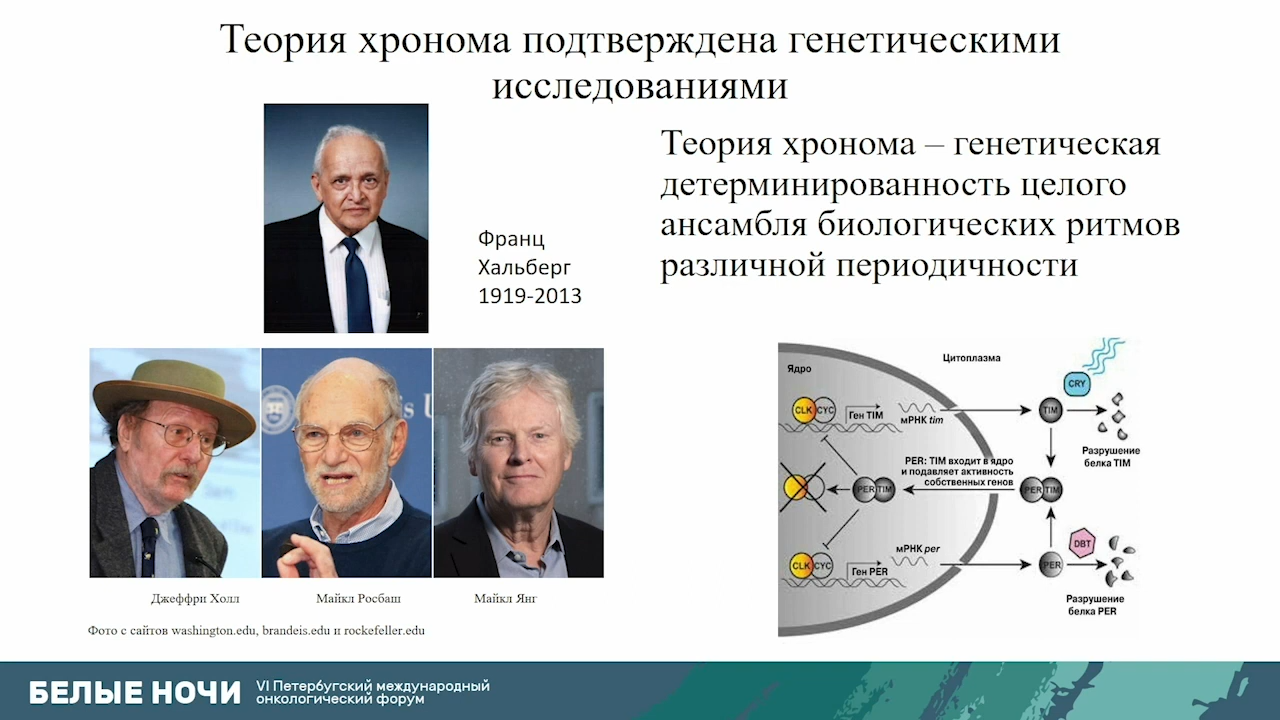 Теория хронома подтверждена генетическими
исследованиями
Теория хронома – генетическая
детерминированность целого
ансамбля биологических ритмов
различной периодичности
Франц
Хальберг
1919-2013
Джеффри Холл
Майкл Росбаш
Майкл Янг
Фото с сайтов washington.edu, brandeis.edu и rockefeller.edu
Ядро
Цитоплазма
CRY
CLK CYC
Ген TIM
мРНК tim
TIM
Разрушение
белка TIM
PER: TIM входит в ядро
и подавляет активность
собственных генов
PER TIM
PER TIM
CLK CYC
Ген PER
мРНК per
PER
DBT
Разрушение
белка PER
БЕЛЫЕ НОЧИ
VI Петербугский международный
онкологический форум